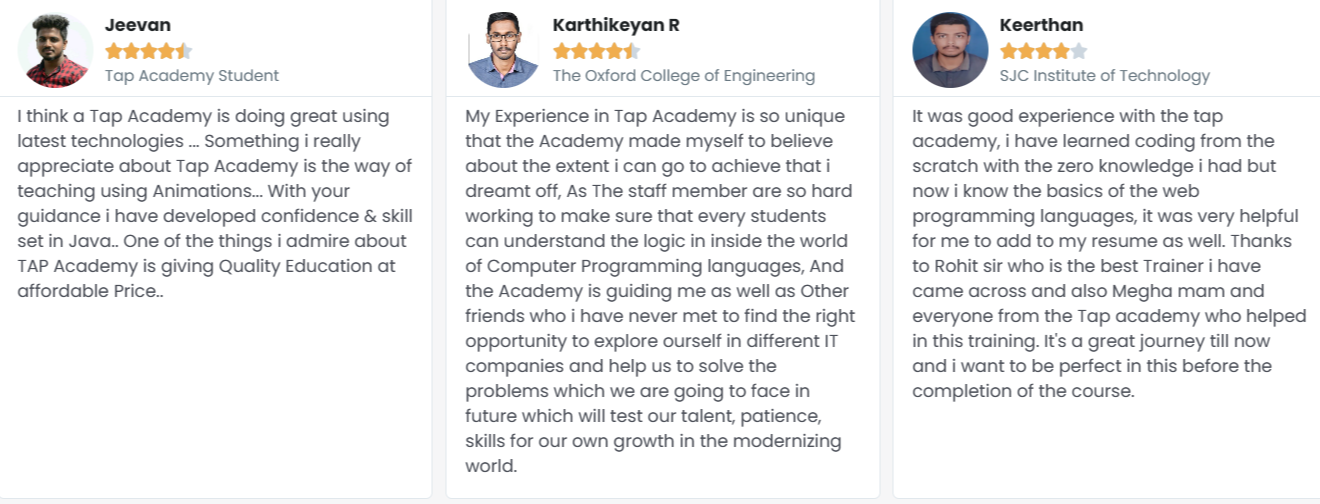 Jeevan
Tap Academy Student
I think a Tap Academy is doing great using
latest technologies ... Something i really
appreciate about Tap Academy is the way of
teaching using Animations... With your
guidance i have developed confidence & skill
set in Java.. One of the things i admire about
TAP Academy is giving Quality Education at
affordable Price..
Karthikeyan R
The Oxford College of Engineering
My Experience in Tap Academy is so unique
that the Academy made myself to believe
about the extent i can go to achieve that i
dreamt off, As The staff member are so hard
working to make sure that every students
can understand the logic in inside the world
of Computer Programming languages, And
the Academy is guiding me as well as Other
friends who i have never met to find the right
opportunity to explore ourself in different IT
companies and help us to solve the
problems which we are going to face in
future which will test our talent, patience,
skills for our own growth in the modernizing
world.
Keerthan
SJC Institute of Technology
It was good experience with the tap
academy, i have learned coding from the
scratch with the zero knowledge i had but
now i know the basics of the web
programming languages, it was very helpful
for me to add to my resume as well. Thanks
to Rohit sir who is the best Trainer i have
came across and also Megha mam and
everyone from the Tap academy who helped
in this training. It's a great journey till now
and i want to be perfect in this before the
completion of the course.